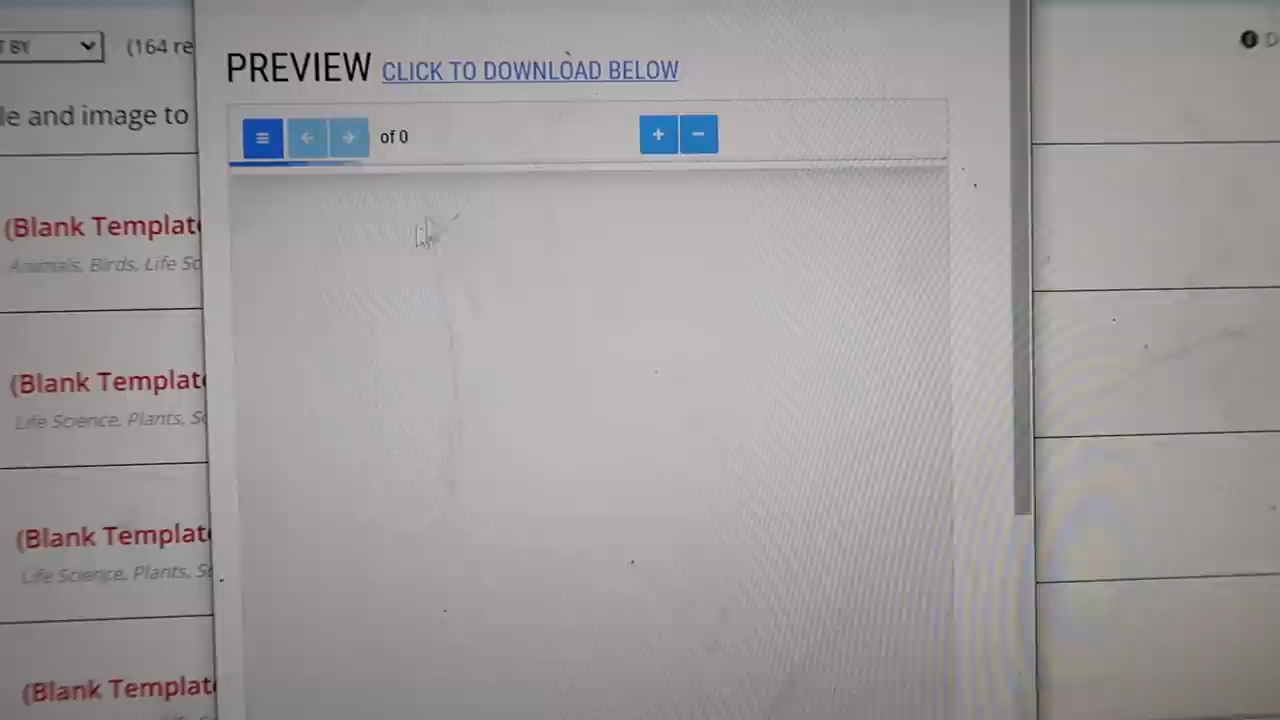 BY
(164 re
D
PREVIEW CLICK TO DOWNLOAD BELOW
le and image to
of 0
(Blank Templat
Animals, Birds, Life Sc
(Blank Templat
Life Science, Plants, S
(Blank Templat
Life Science, Plants, S
(Blank Templat